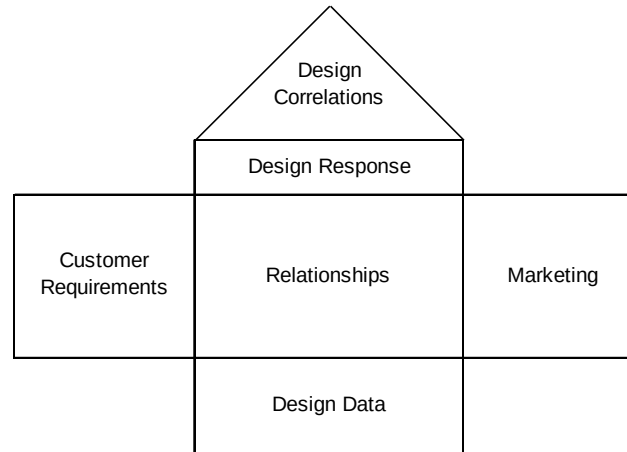 Design
Correlations
Design Response
Customer
Requirements
Relationships
Marketing
Design Data